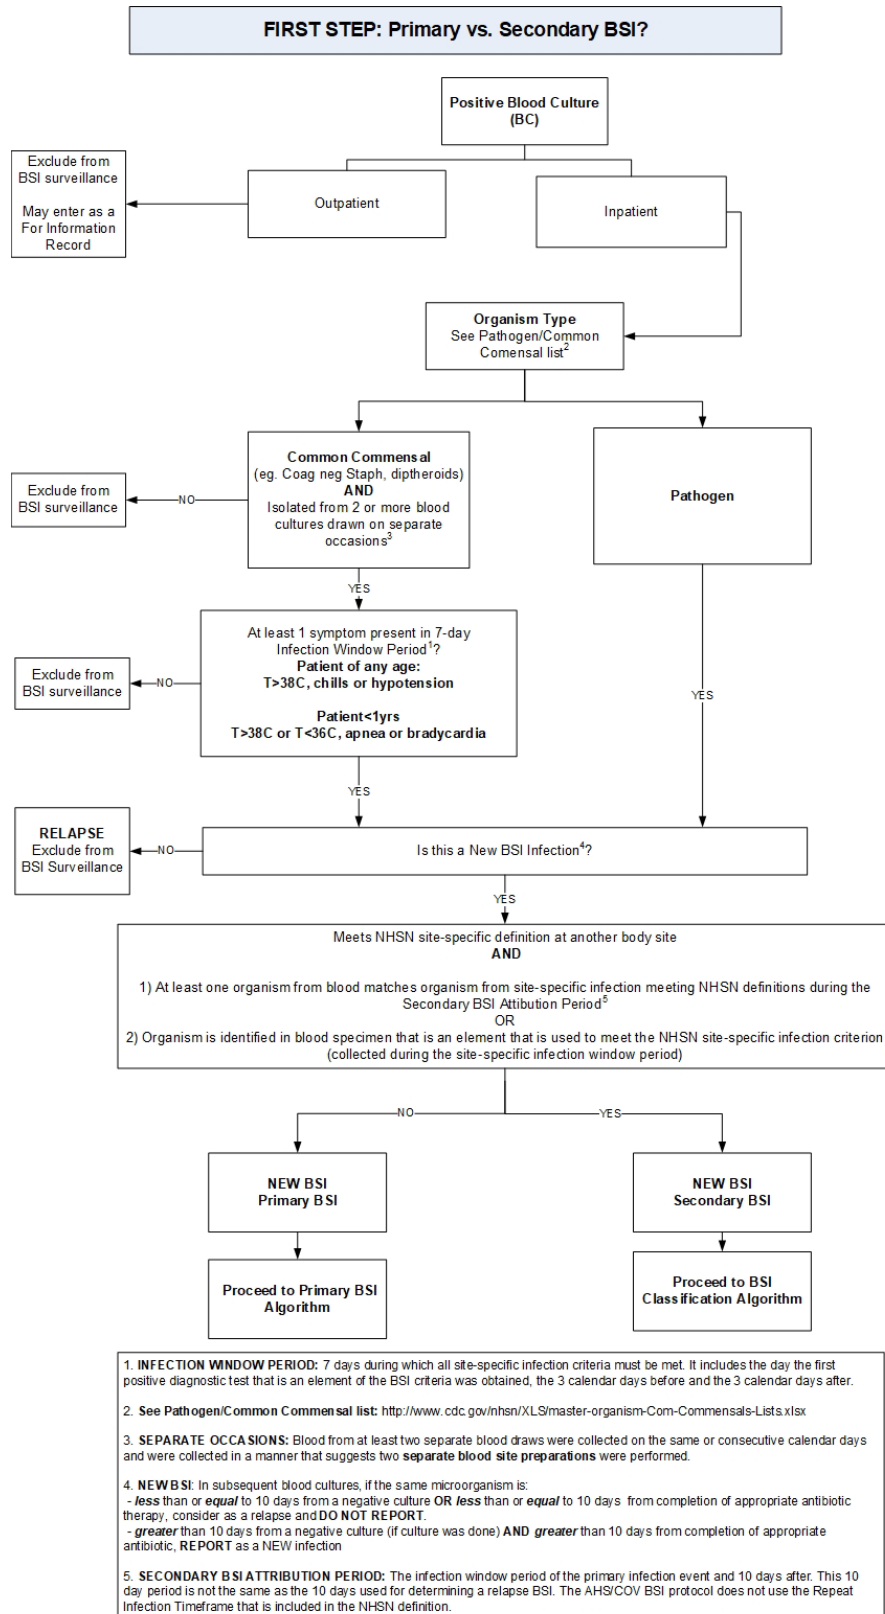 FIRST STEP: Primary vs. Secondary BSI?
Positive Blood Culture
(BC)
Exclude from
BSI surveillance
May enter as a
For Information
Record
Outpatient
Inpatient
Organism Type
See Pathogen/Common
Comensal list2
Common Commensal
(eg. Coag neg Staph, diptheroids)
AND
Isolated from 2 or more blood
cultures drawn on separate
occasions3
Pathogen
NO
Exclude from
BSI surveillance
YES
At least 1 symptom present in 7-day
Infection Window Period1?
Patient of any age:
T>38C, chills or hypotension
Patient<1yrs
T>38C or T<36C, apnea or bradycardia
NO
Exclude from
BSI surveillance
YES
YES
RELAPSE
Exclude from
BSI Surveillance
NO
Is this a New BSI Infection4?
YES
Meets NHSN site-specific definition at another body site
AND
1) At least one organism from blood matches organism from site-specific infection meeting NHSN definitions during the
Secondary BSI Attibution Period5
OR
2) Organism is identified in blood specimen that is an element that is used to meet the NHSN site-specific infection criterion
(collected during the site-specific infection window period)
NO
YES
NEW BSI
Primary BSI
NEW BSI
Secondary BSI
Proceed to Primary BSI
Algorithm
Proceed to BSI
Classification Algorithm
1. INFECTION WINDOW PERIOD: 7 days during which all site-specific infection criteria must be met. It includes the day the first
positive diagnostic test that is an element of the BSI criteria was obtained, the 3 calendar days before and the 3 calendar days after.
2. See Pathogen/Common Commensal list: http://www.cdc.gov/nhsn/XLS/master-organism-Com-Commensals-Lists.xlsx
3. SEPARATE OCCASIONS: Blood from at least two separate blood draws were collected on the same or consecutive calendar days
and were collected in a manner that suggests two separate blood site preparations were performed.
4. NEW BSI: In subsequent blood cultures, if the same microorganism is:
- less than or equal to 10 days from a negative culture OR less than or equal to 10 days from completion of appropriate antibiotic
therapy, consider as a relapse and DO NOT REPORT.
- greater than 10 days from a negative culture (if culture was done) AND greater than 10 days from completion of appropriate
antibiotic, REPORT as a NEW infection
5. SECONDARY BSI ATTRIBUTION PERIOD: The infection window period of the primary infection event and 10 days after. This 10
day period is not the same as the 10 days used for determining a relapse BSI. The AHS/COV BSI protocol does not use the Repeat
Infection Timeframe that is included in the NHSN definition.